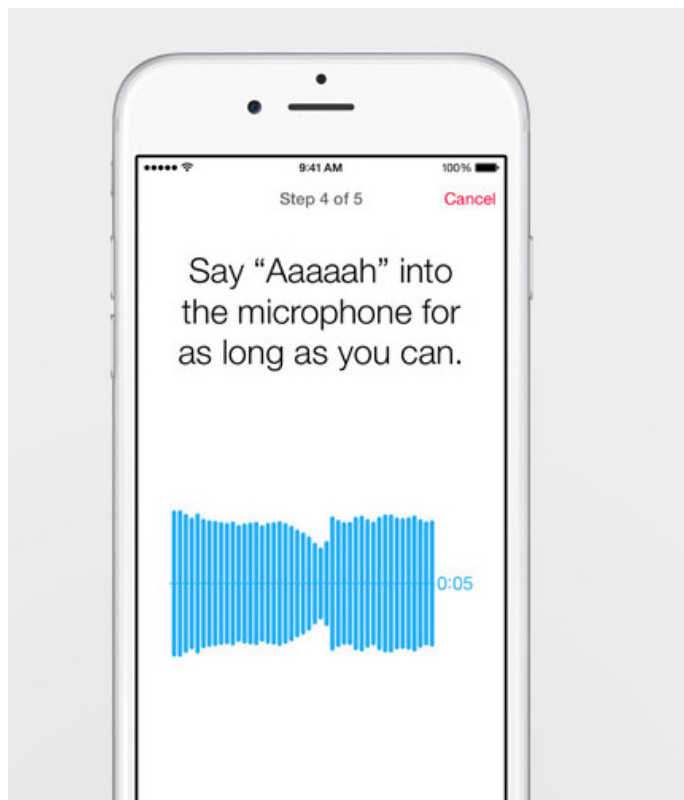 9:41 AM 100%
Step 4 of 5 Cancel
Say “Aaaaah” into
the microphone for
as long as you can.
0:05